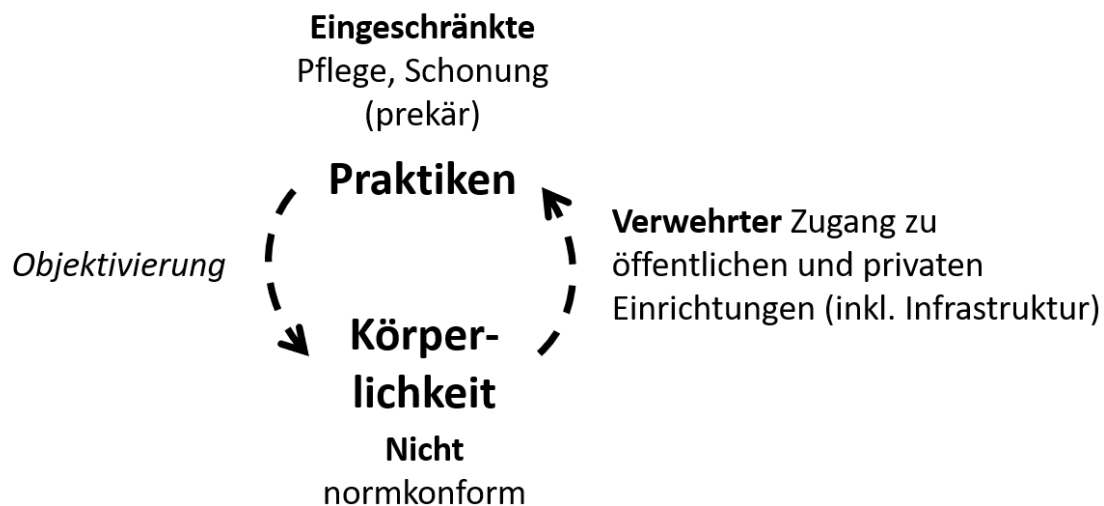 Eingeschränkte
Pflege, Schonung
(prekär)
Praktiken
Objektivierung
Verwehrter Zugang zu
öffentlichen und privaten
Einrichtungen (inkl. Infrastruktur)
Körper-
lichkeit
Nicht
normkonform